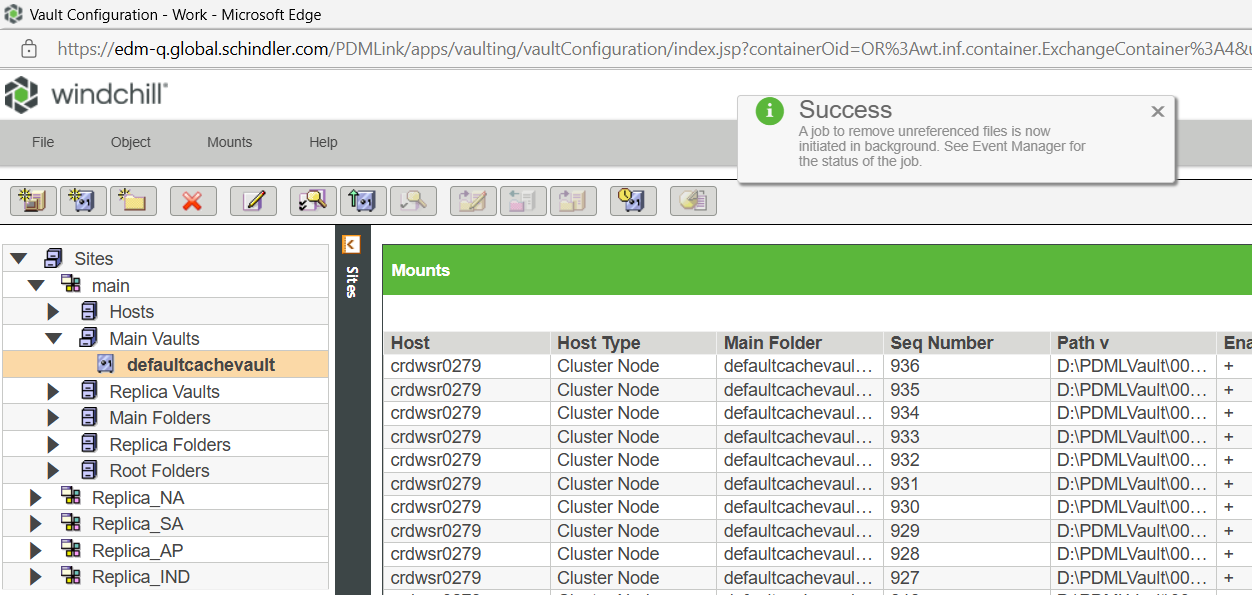 Vault Configuration - Work - Microsoft Edge
https://edm-q.global.schindler.com/PDMLink/apps/vaulting/vaultConfiguration/index.jsp?containerOid=OR%3Awt.inf.container.ExchangeContainer%3A4&u
windchill®
Success
A job to remove unreferenced files is now
initiated in background. See Event Manager for
the status of the job.
File Object Mounts Help
Sites
main
Hosts
Main Vaults
defaultcachevault
Replica Vaults
Main Folders
Replica Folders
Root Folders
Replica_NA
Replica_SA
Replica_AP
Replica_IND
Sites
Mounts
Host Host Type Main Folder Seq Number Path v Ena
crdwsr0279 Cluster Node defaultcachevaul... 936 D:\PDMLVault\00... +
crdwsr0279 Cluster Node defaultcachevaul... 935 D:\PDMLVault\00... +
crdwsr0279 Cluster Node defaultcachevaul... 934 D:\PDMLVault\00... +
crdwsr0279 Cluster Node defaultcachevaul... 933 D:\PDMLVault\00... +
crdwsr0279 Cluster Node defaultcachevaul... 932 D:\PDMLVault\00... +
crdwsr0279 Cluster Node defaultcachevaul... 931 D:\PDMLVault\00... +
crdwsr0279 Cluster Node defaultcachevaul... 930 D:\PDMLVault\00... +
crdwsr0279 Cluster Node defaultcachevaul... 929 D:\PDMLVault\00... +
crdwsr0279 Cluster Node defaultcachevaul... 928 D:\PDMLVault\00... +
crdwsr0279 Cluster Node defaultcachevaul... 927 D:\PDMLVault\00... +